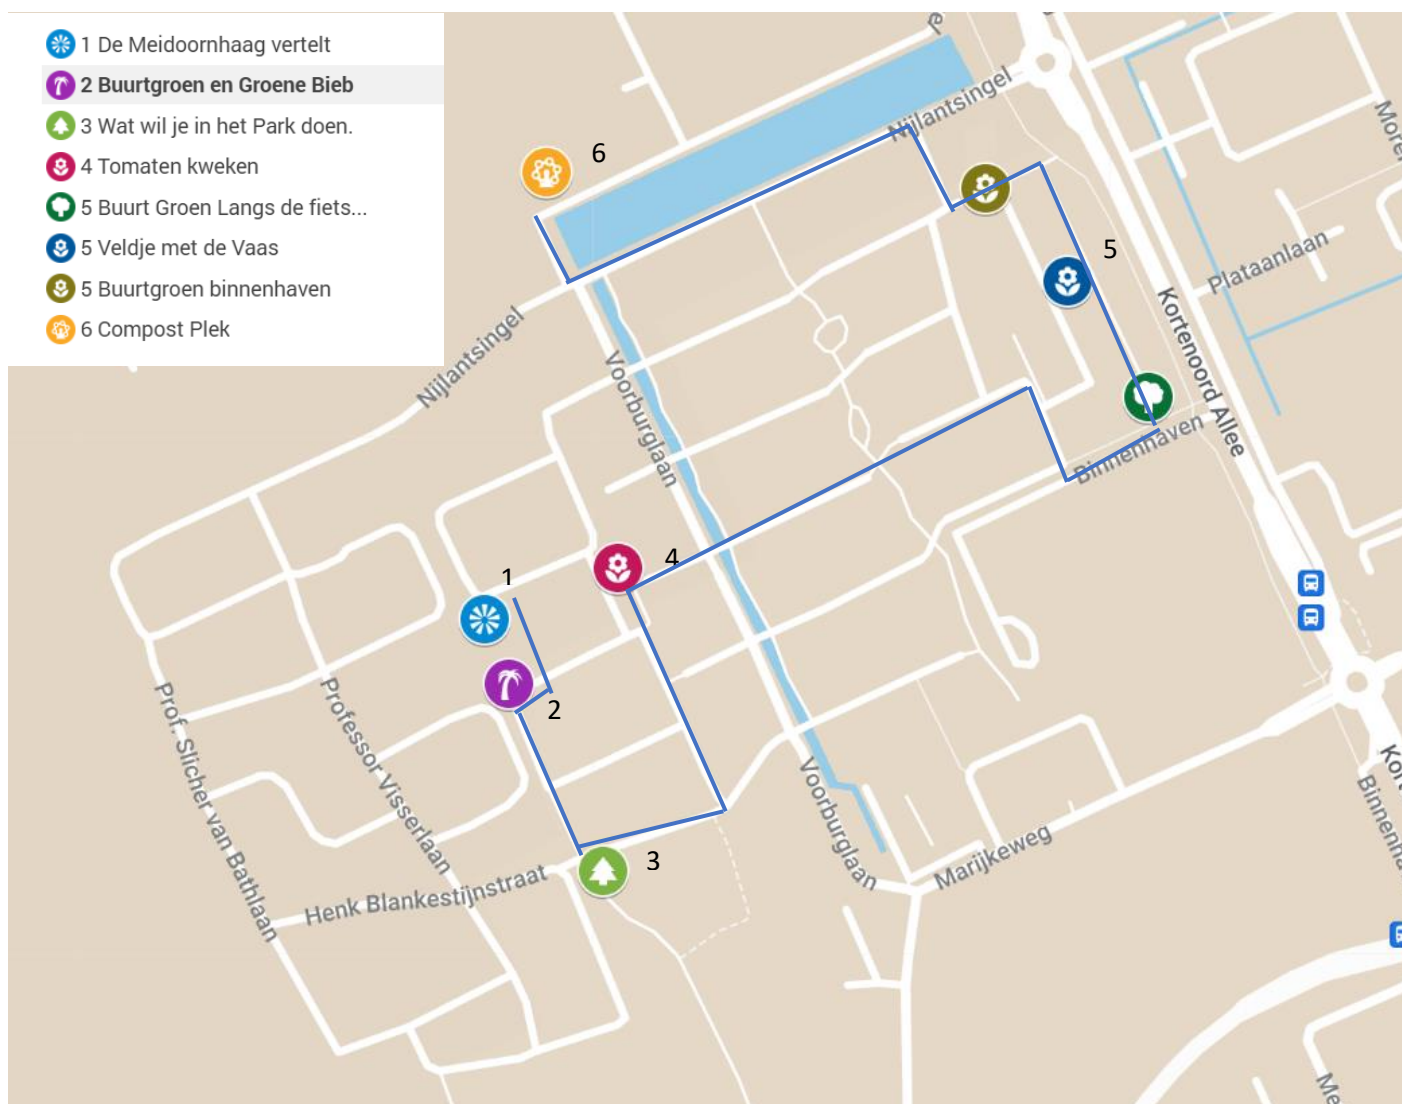 1 De Meidoornhaag vertelt
2 Buurtgroen en Groene Bieb
3 Wat wil je in het Park doen.
4 Tomaten kweken
5 Buurt Groen Langs de fiets...
5 Veldje met de Vaas
5 Buurtgroen binnenhaven
6 Compost Plek
6
Nijlantsingel
5
Plataanlaan
Kortenoord Allee
Nijlantsingel
Voorburglaan
Binnenhaven
4
1
2
Prof. Slicher van Bathlaan
Professor Visserlaan
Voorburglaan
3
Henk Blankestijnstraat
Marijkeweg